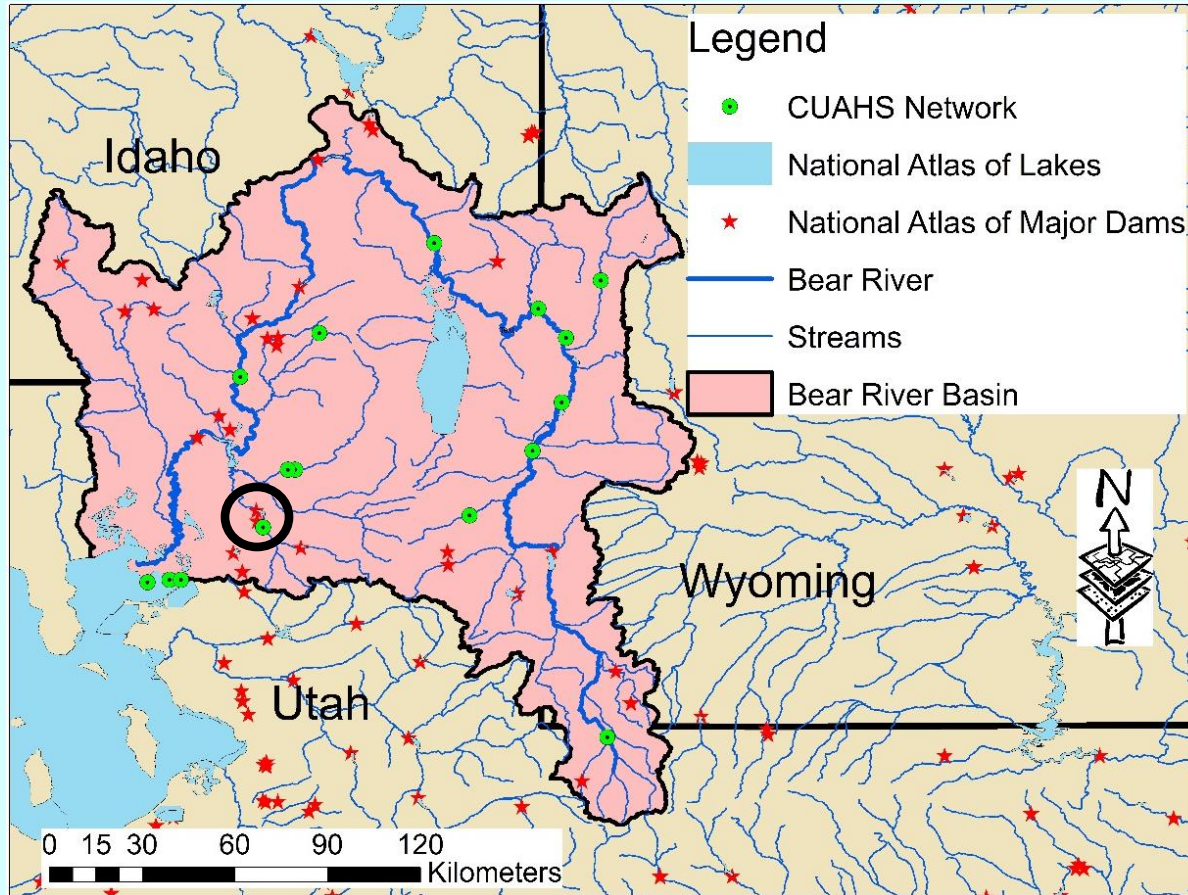 Legend
CUAHS Network
National Atlas of Lakes
National Atlas of Major Dams
Bear River
Streams
Bear River Basin
Idaho
N
Wyoming
Utah
0 15 30 60 90 120
Kilometers